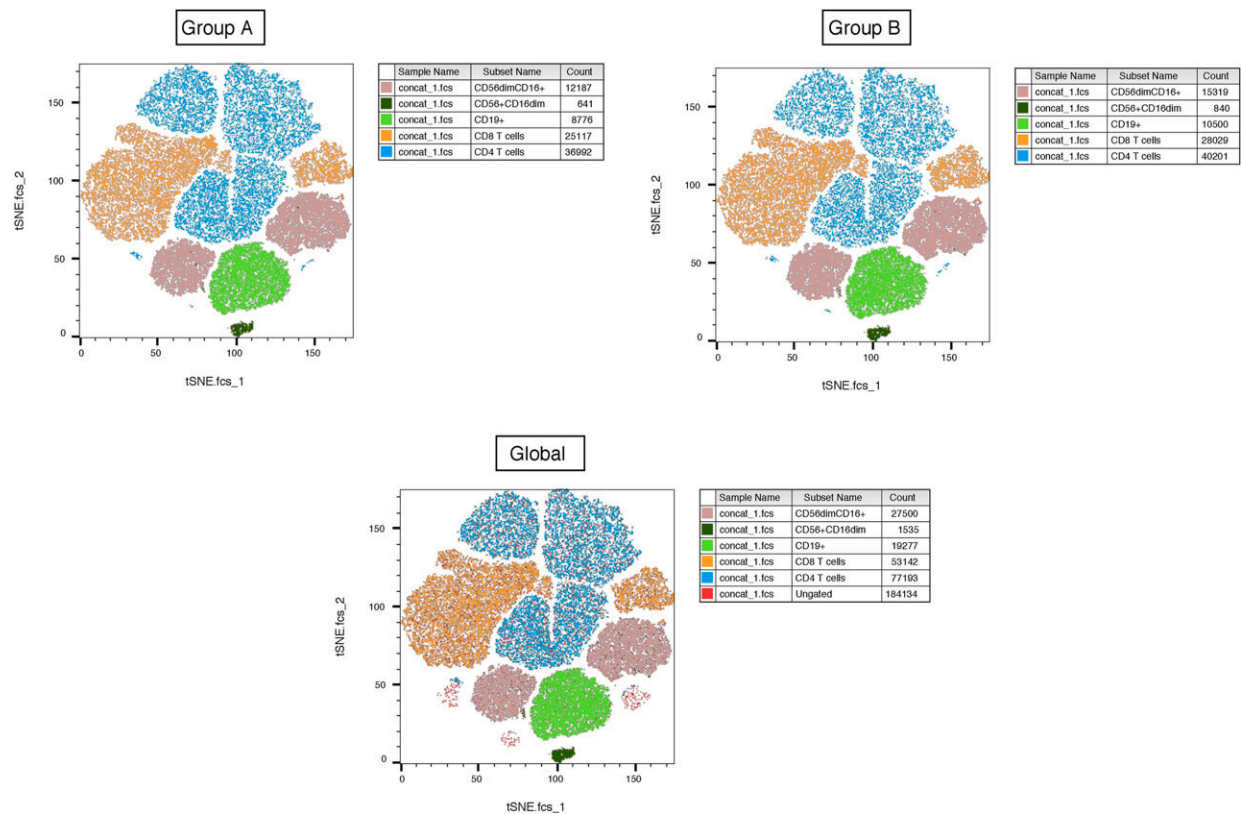 Group A
Sample Name Subset Name Count
concat_1.fcs CD56dimCD16+ 12187
concat_1.fcs CD56+CD16dim 641
concat_1.fcs CD19+ 8776
concat_1.fcs CD8 T cells 25117
concat_1.fcs CD4 T cells 36992
tSNE.fcs_2
150
100
50
0
0 50 100 150
tSNE.fcs_1
Group B
Sample Name Subset Name Count
concat_1.fcs CD56dimCD16+ 15319
concat_1.fcs CD56+CD16dim 840
concat_1.fcs CD19+ 10500
concat_1.fcs CD8 T cells 28029
concat_1.fcs CD4 T cells 40201
tSNE.fcs_2
150
100
50
0
0 50 100 150
tSNE.fcs_1
Global
Sample Name Subset Name Count
concat_1.fcs CD56dimCD16+ 27500
concat_1.fcs CD56+CD16dim 1535
concat_1.fcs CD19+ 19277
concat_1.fcs CD8 T cells 53142
concat_1.fcs CD4 T cells 77193
concat_1.fcs Ungated 184134
tSNE.fcs_2
150
100
50
0
0 50 100 150
tSNE.fcs_1